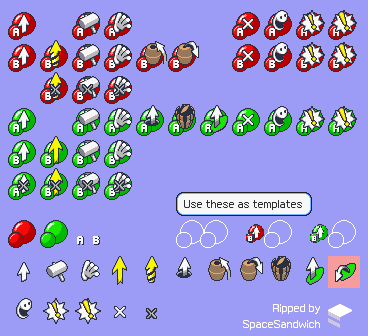 A A A A A
B B B B B B B B
B B B
A A A A A A A A
B B B B
B B B B
Use these as templates
A B B B
Ripped by
SpaceSandwich